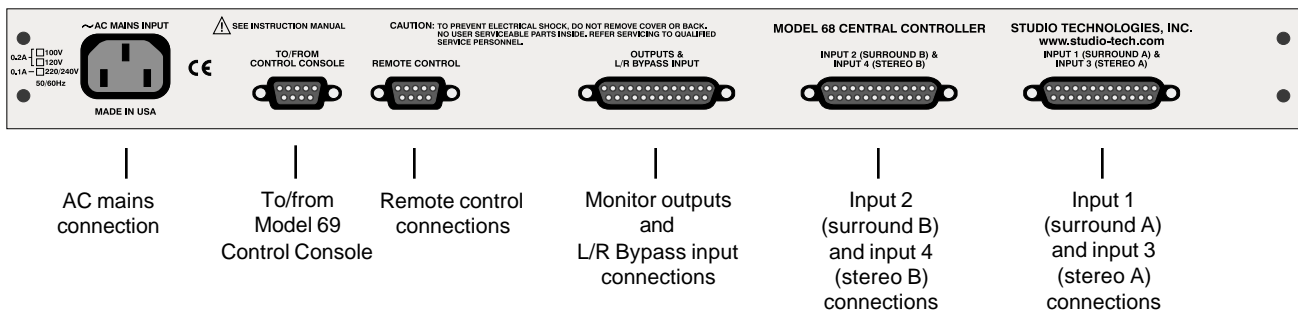 ~AC MAINS INPUT
0.2A
100V
120V
0.1A
220/240V
50/60Hz
MADE IN USA
CE
SEE INSTRUCTION MANUAL
CAUTION: TO PREVENT ELECTRICAL SHOCK, DO NOT REMOVE COVER OR BACK.
NO USER SERVICEABLE PARTS INSIDE. REFER SERVICING TO QUALIFIED
SERVICE PERSONNEL.
TO/FROM
CONTROL CONSOLE
REMOTE CONTROL
OUTPUTS &
L/R BYPASS INPUT
MODEL 68 CENTRAL CONTROLLER
INPUT 2 (SURROUND B) &
INPUT 4 (STEREO B)
STUDIO TECHNOLOGIES, INC.
www.studio-tech.com
INPUT 1 (SURROUND A) &
INPUT 3 (STEREO A)
AC mains
connection
To/from
Model 69
Control Console
Remote control
connections
Monitor outputs
and
L/R Bypass input
connections
Input 2
(surround B)
and input 4
(stereo B)
connections
Input 1
(surround A)
and input 3
(stereo A)
connections